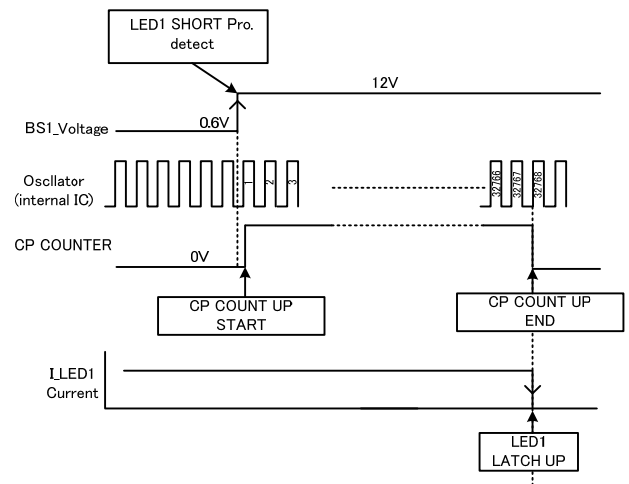 LED1 SHORT Pro.
detect
12V
BS1_Voltage
0.6V
Oscllator
(internal IC)
1
2
3
32766
32767
32768
CP COUNTER
0V
CP COUNT UP
START
CP COUNT UP
END
I_LED1
Current
LED1
LATCH UP